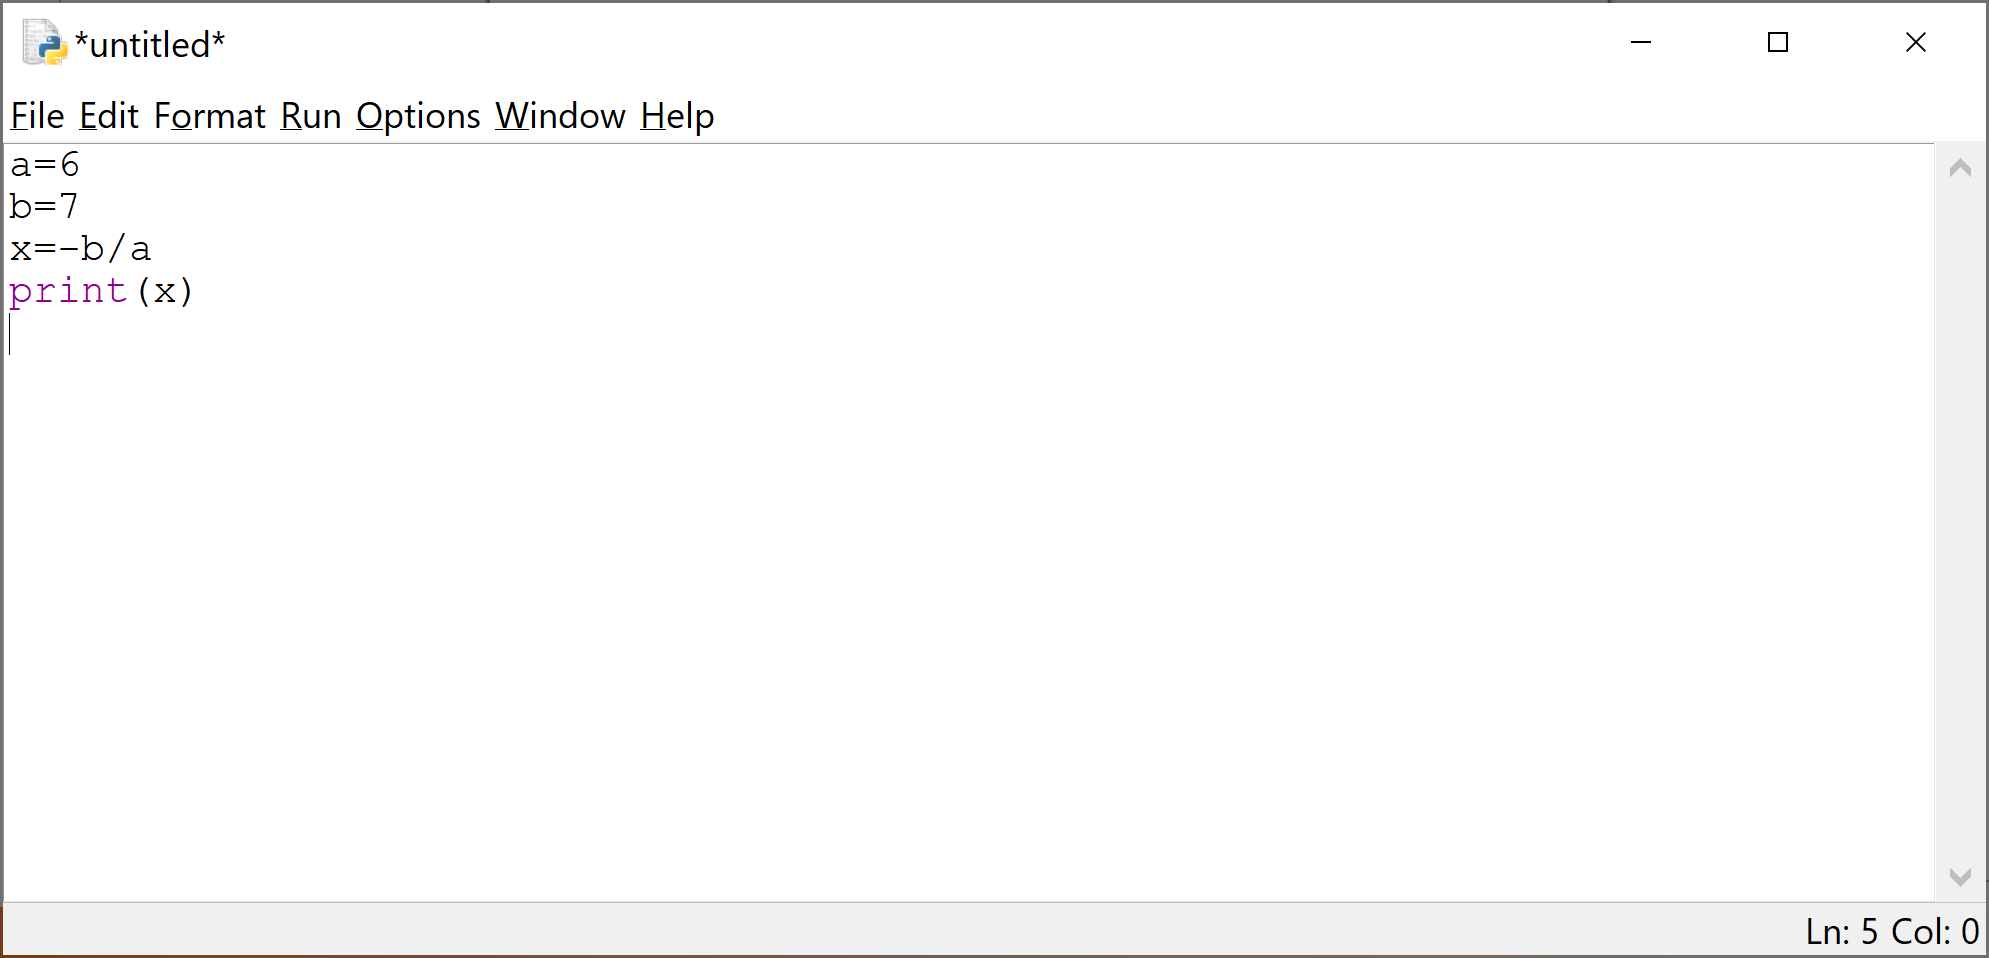 *untitled*
File Edit Format Run Options Window Help
a=6
b=7
x=-b/a
print(x)
Ln: 5 Col: 0